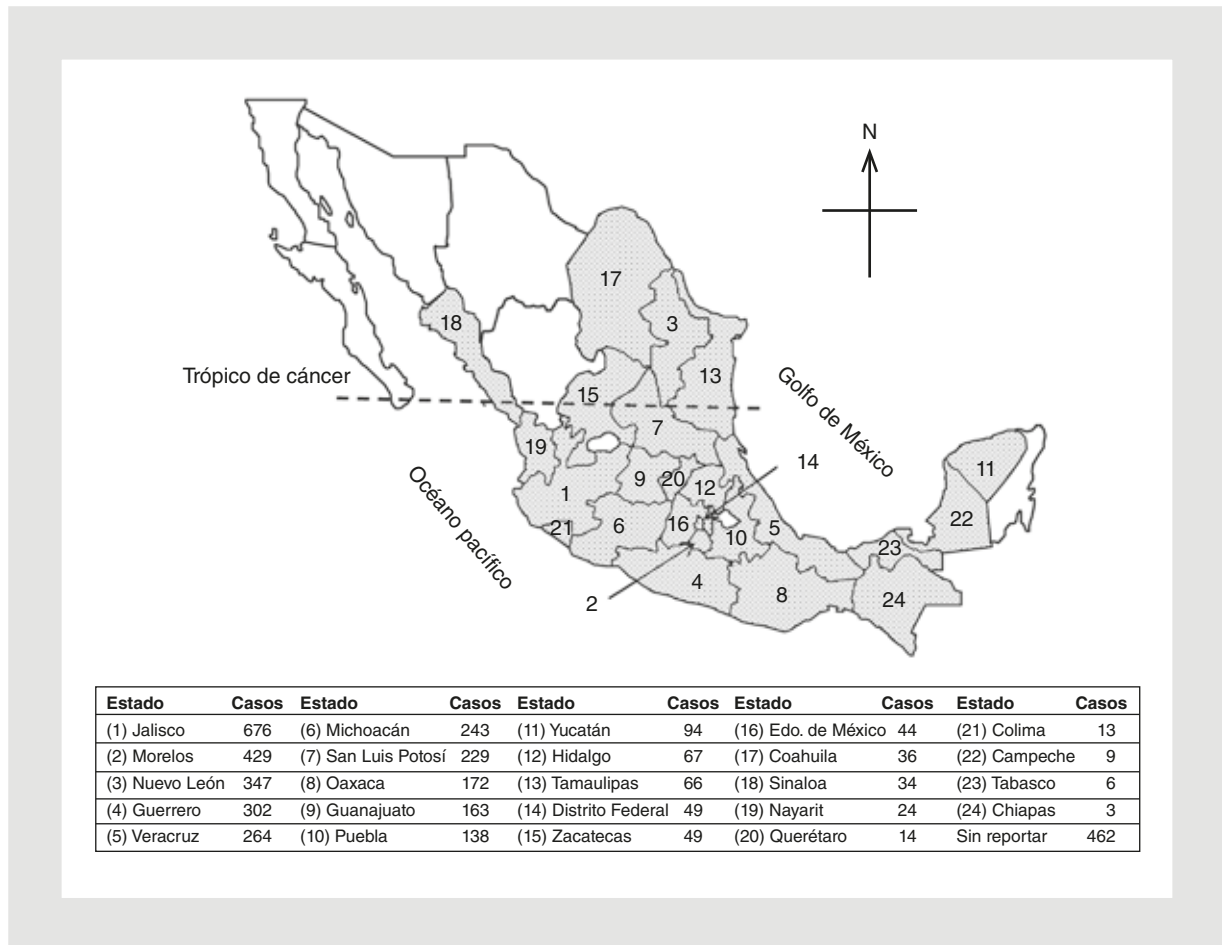 N
17
18
3
Trópico de cáncer
13
15
Golfo de México
7
19
14
11
9
20
12
1
22
21
6
16
10
5
23
Océano pacífico
4
8
24
2
Estado Casos Estado Casos Estado Casos Estado Casos Estado Casos
(1) Jalisco 676 (6) Michoacán 243 (11) Yucatán 94 (16) Edo. de México 44 (21) Colima 13
(2) Morelos 429 (7) San Luis Potosí 229 (12) Hidalgo 67 (17) Coahuila 36 (22) Campeche 9
(3) Nuevo León 347 (8) Oaxaca 172 (13) Tamaulipas 66 (18) Sinaloa 34 (23) Tabasco 6
(4) Guerrero 302 (9) Guanajuato 163 (14) Distrito Federal 49 (19) Nayarit 24 (24) Chiapas 3
(5) Veracruz 264 (10) Puebla 138 (15) Zacatecas 49 (20) Querétaro 14 Sin reportar 462